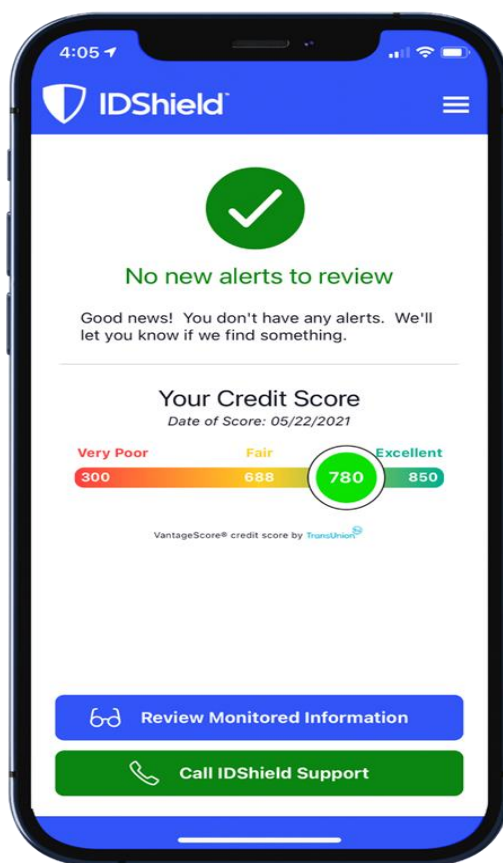 4:05
IDShield™
No new alerts to review
Good news! You don't have any alerts. We'll
let you know if we find something.
Your Credit Score
Date of Score: 05/22/2021
Very Poor Fair Excellent
300 688 780 850
VantageScore® credit score by TransUnion
Review Monitored Information
Call IDShield Support